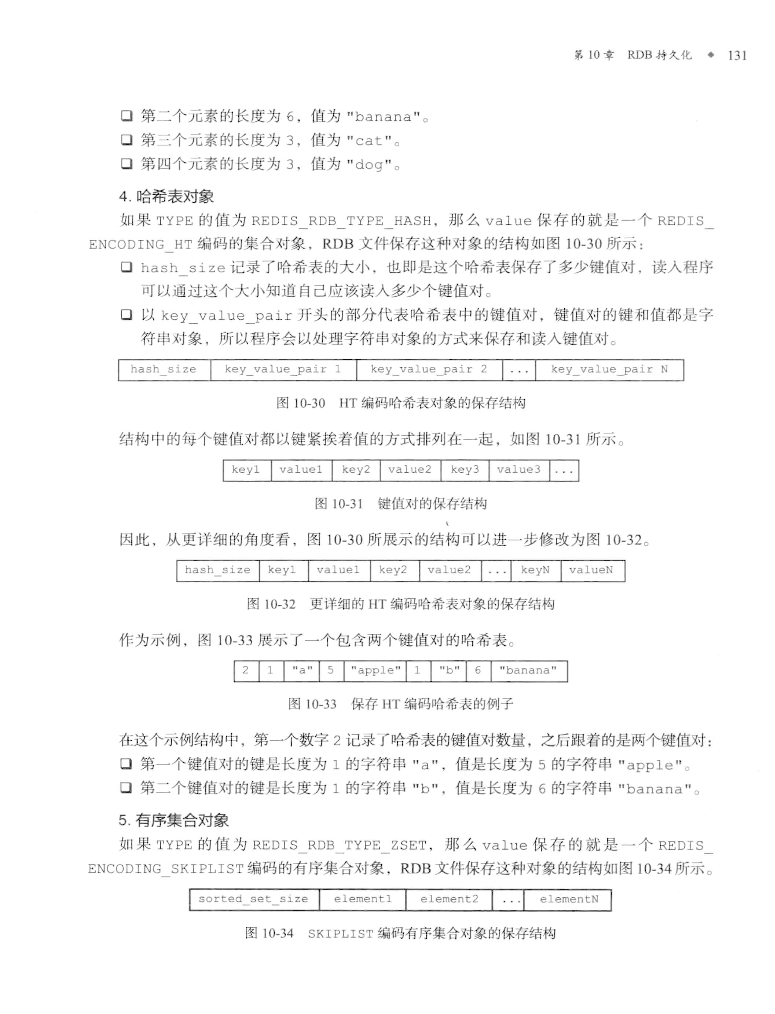 第10章 RDB持久化 ◆ 131
❑ 第二个元素的长度为 6，值为 "banana"。
❑ 第三个元素的长度为 3，值为 "cat"。
❑ 第四个元素的长度为 3，值为 "dog"。
4. 哈希表对象
如果 TYPE 的值为 REDIS_RDB_TYPE_HASH，那么 value 保存的就是一个 REDIS_
ENCODING_HT 编码的集合对象，RDB 文件保存这种对象的结构如图 10-30 所示：
❑ hash_size 记录了哈希表的大小，也即是这个哈希表保存了多少键值对，读入程序
可以通过这个大小知道自己应该读入多少个键值对。
❑ 以 key_value_pair 开头的部分代表哈希表中的键值对，键值对的键和值都是字
符串对象，所以程序会以处理字符串对象的方式来保存和读入键值对。
hash_size key_value_pair 1 key_value_pair 2 ... key_value_pair N
图 10-30 HT 编码哈希表对象的保存结构
结构中的每个键值对都以键紧挨着值的方式排列在一起，如图 10-31 所示。
key1 value1 key2 value2 key3 value3 ...
图 10-31 键值对的保存结构
因此，从更详细的角度看，图 10-30 所展示的结构可以进一步修改为图 10-32。
hash_size key1 value1 key2 value2 ... keyN valueN
图 10-32 更详细的 HT 编码哈希表对象的保存结构
作为示例，图 10-33 展示了一个包含两个键值对的哈希表。
2 1 "a" 5 "apple" 1 "b" 6 "banana"
图 10-33 保存 HT 编码哈希表的例子
在这个示例结构中，第一个数字 2 记录了哈希表的键值对数量，之后跟着的是两个键值对：
❑ 第一个键值对的键是长度为 1 的字符串 "a"，值是长度为 5 的字符串 "apple"。
❑ 第二个键值对的键是长度为 1 的字符串 "b"，值是长度为 6 的字符串 "banana"。
5. 有序集合对象
如果 TYPE 的值为 REDIS_RDB_TYPE_ZSET，那么 value 保存的就是一个 REDIS_
ENCODING_SKIPLIST 编码的有序集合对象，RDB 文件保存这种对象的结构如图 10-34 所示。
sorted_set_size element1 element2 ... elementN
图 10-34 SKIPLIST 编码有序集合对象的保存结构